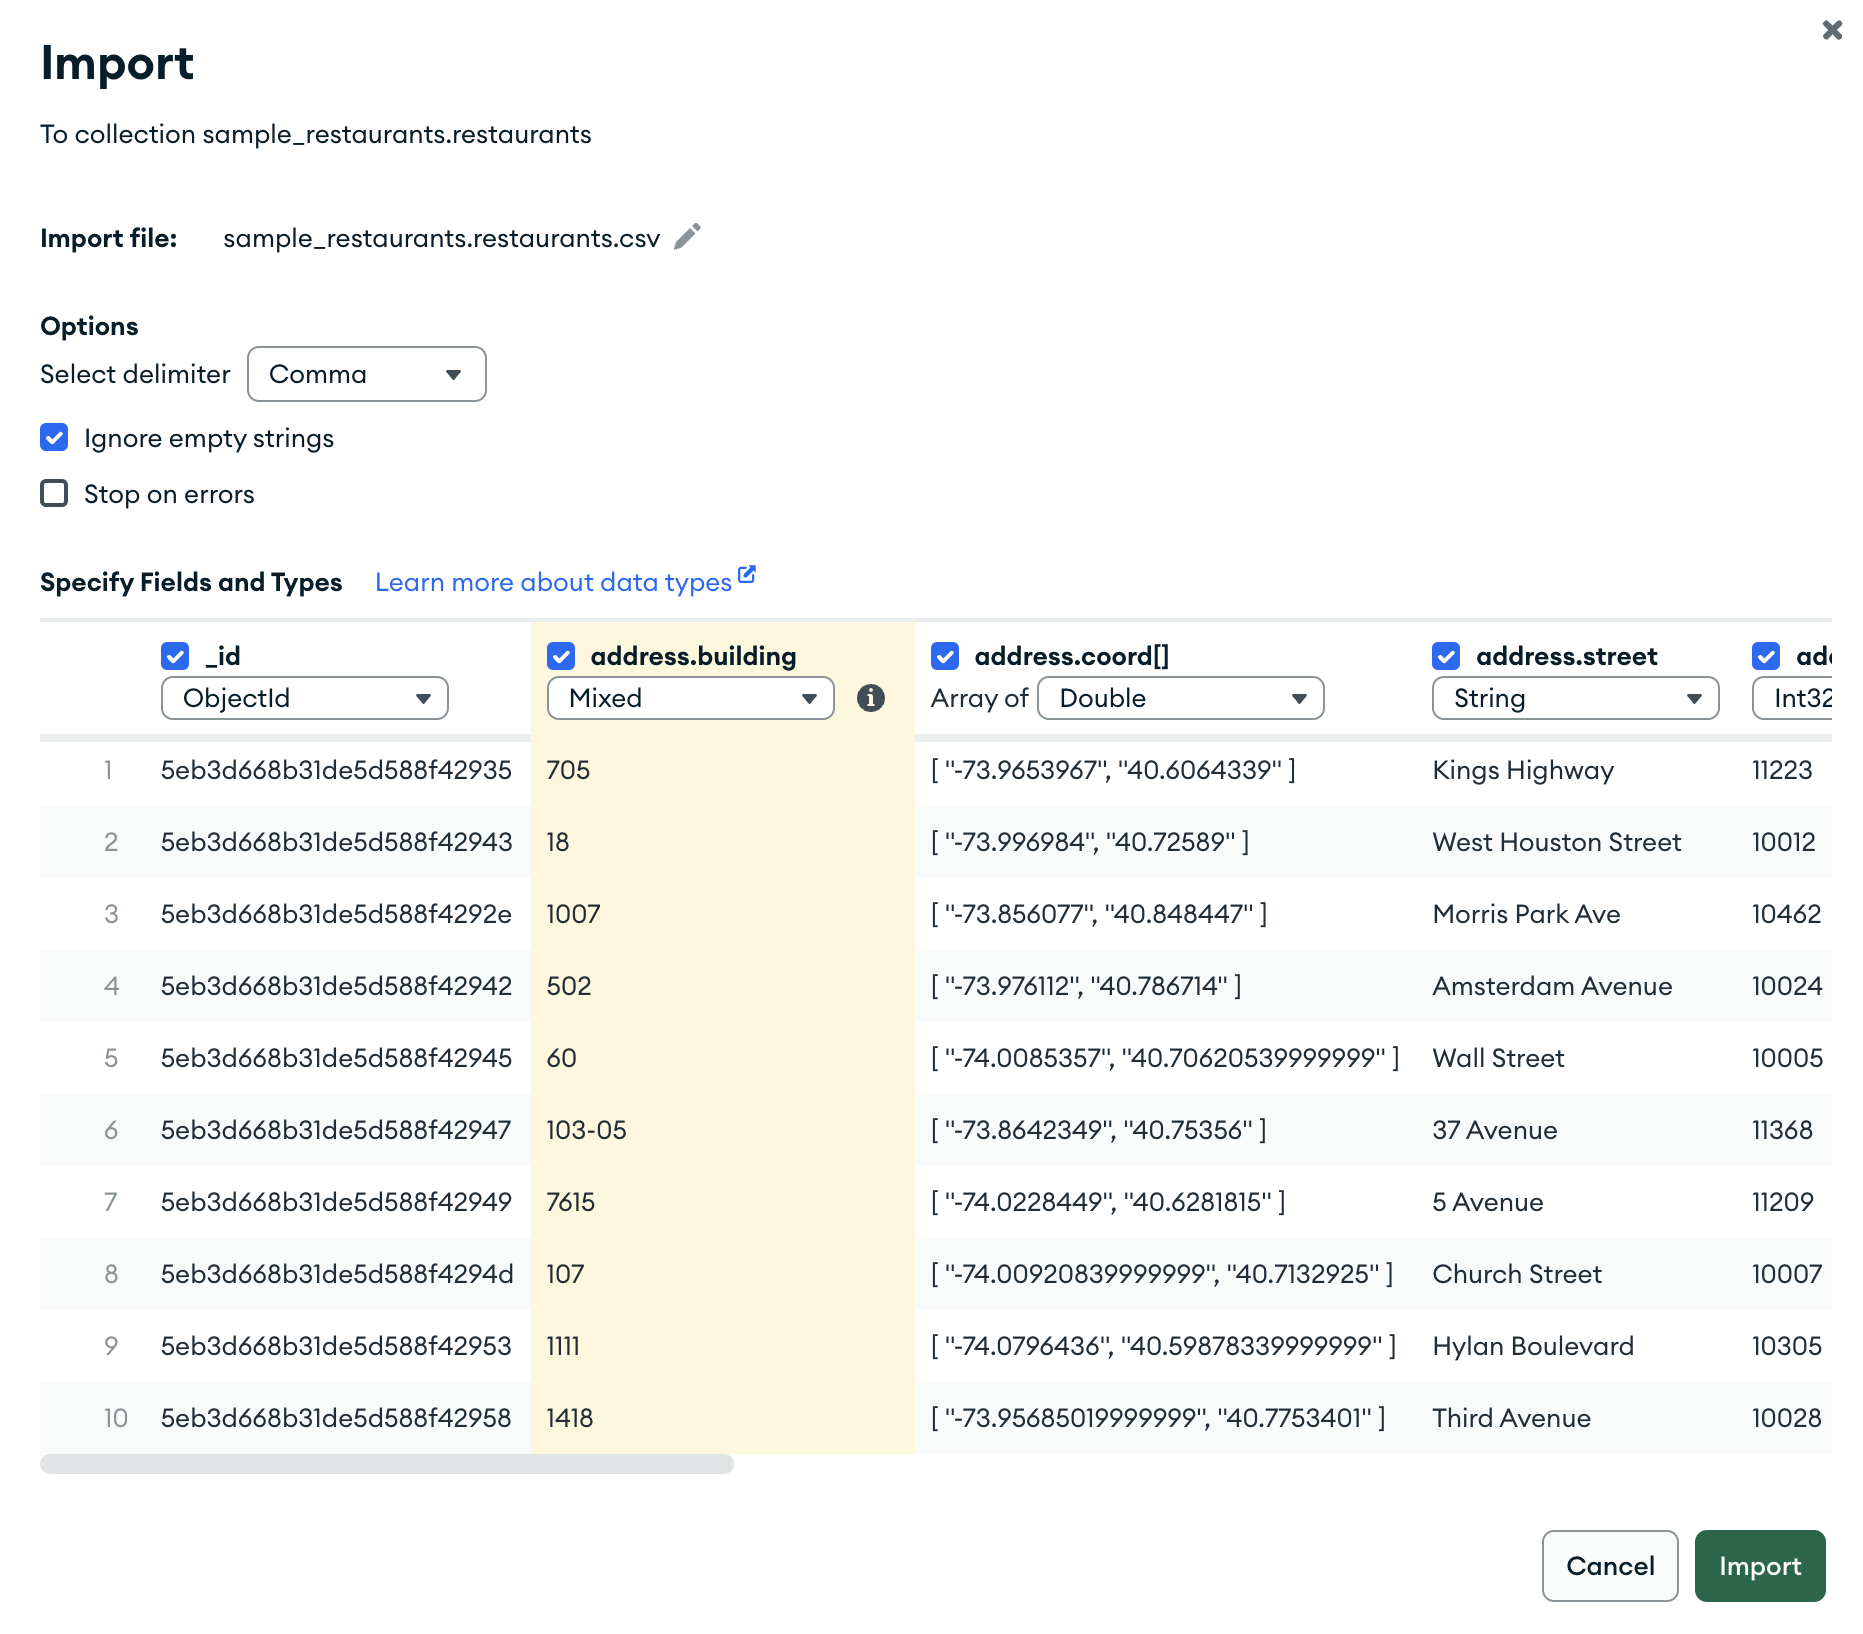 Import
To collection sample_restaurants.restaurants
Import file: sample_restaurants.restaurants.csv
Options
Select delimiter Comma
Ignore empty strings
Stop on errors
Specify Fields and Types Learn more about data types
_id address.building address.coord[] address.street add
ObjectId Mixed Array of Double String Int32
1 5eb3d668b31de5d588f42935 705 [ "-73.9653967", "40.6064339" ] Kings Highway 11223
2 5eb3d668b31de5d588f42943 18 [ "-73.996984", "40.72589" ] West Houston Street 10012
3 5eb3d668b31de5d588f4292e 1007 [ "-73.856077", "40.848447" ] Morris Park Ave 10462
4 5eb3d668b31de5d588f42942 502 [ "-73.976112", "40.786714" ] Amsterdam Avenue 10024
5 5eb3d668b31de5d588f42945 60 [ "-74.0085357", "40.70620539999999" ] Wall Street 10005
6 5eb3d668b31de5d588f42947 103-05 [ "-73.8642349", "40.75356" ] 37 Avenue 11368
7 5eb3d668b31de5d588f42949 7615 [ "-74.0228449", "40.6281815" ] 5 Avenue 11209
8 5eb3d668b31de5d588f4294d 107 [ "-74.00920839999999", "40.7132925" ] Church Street 10007
9 5eb3d668b31de5d588f42953 1111 [ "-74.0796436", "40.59878339999999" ] Hylan Boulevard 10305
10 5eb3d668b31de5d588f42958 1418 [ "-73.95685019999999", "40.7753401" ] Third Avenue 10028
Cancel Import